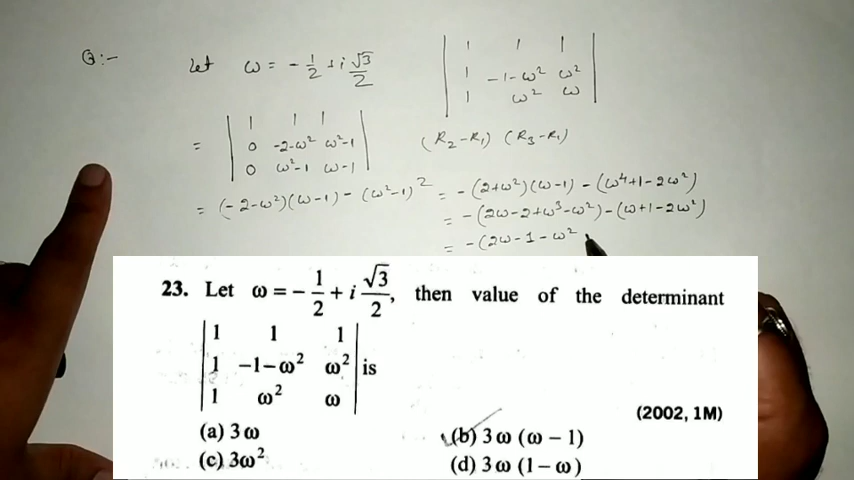 Q:- Let ω = -1/2 + i √3/2
| 1 1 1 |
| 1 -1-ω² ω² |
| 1 ω² ω |
= | 1 1 1 |
| 0 -2-ω² ω²-1 |
| 0 ω²-1 ω-1 |
(R₂-R₁) (R₃-R₁)
= (-2-ω²)(ω-1) - (ω²-1)² = -(2+ω²)(ω-1) - (ω⁴+1-2ω²)
= -(2ω-2+ω³-ω²) - (ω+1-2ω²)
= -(2ω-1-ω²
23. Let ω = -1/2 + i √3/2, then value of the determinant
| 1 1 1 |
| 1 -1-ω² ω² | is
| 1 ω² ω |
(2002, 1M)
(a) 3ω
(b) 3ω (ω - 1)
(c) 3ω²
(d) 3ω (1 - ω)